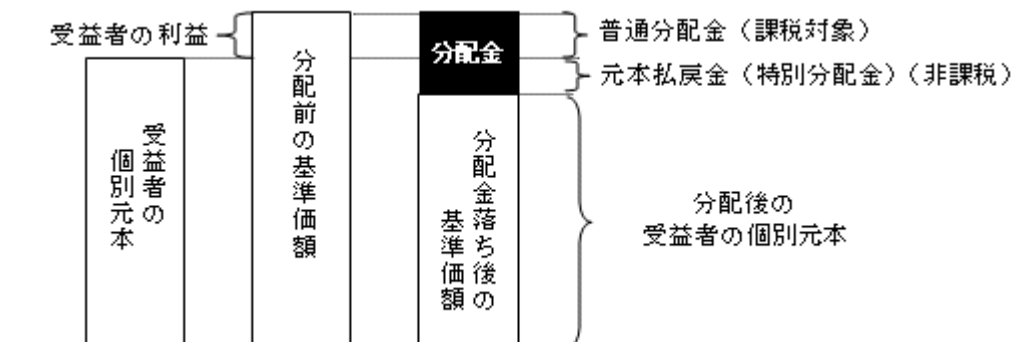 受益者の利益
普通分配金（課税対象）
分配金
元本払戻金（特別分配金）（非課税）
受益者の
個別元本
分配前の基準価額
分配金落ち後の
基準価額
分配後の
受益者の個別元本